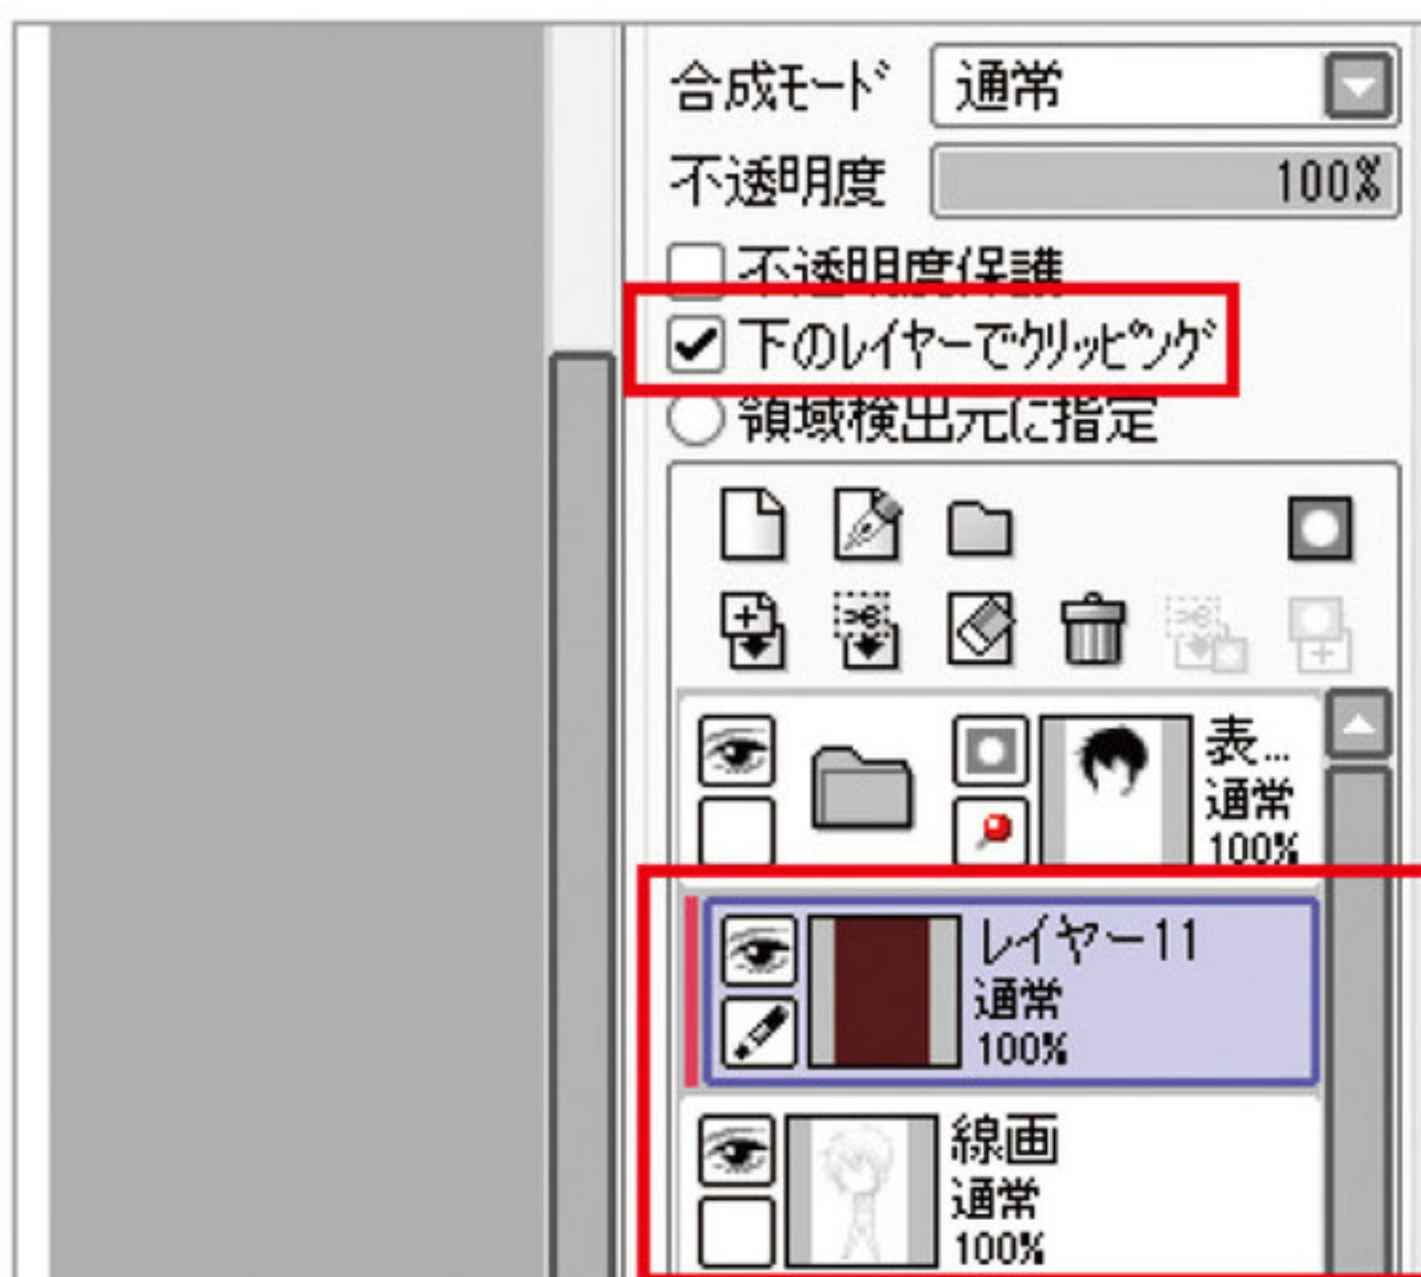 合成モード 通常
不透明度 100%
不透明度保護
下のレイヤーでクリッピング
領域検出元に指定
表...
通常
100%
レイヤー11
通常
100%
線画
通常
100%